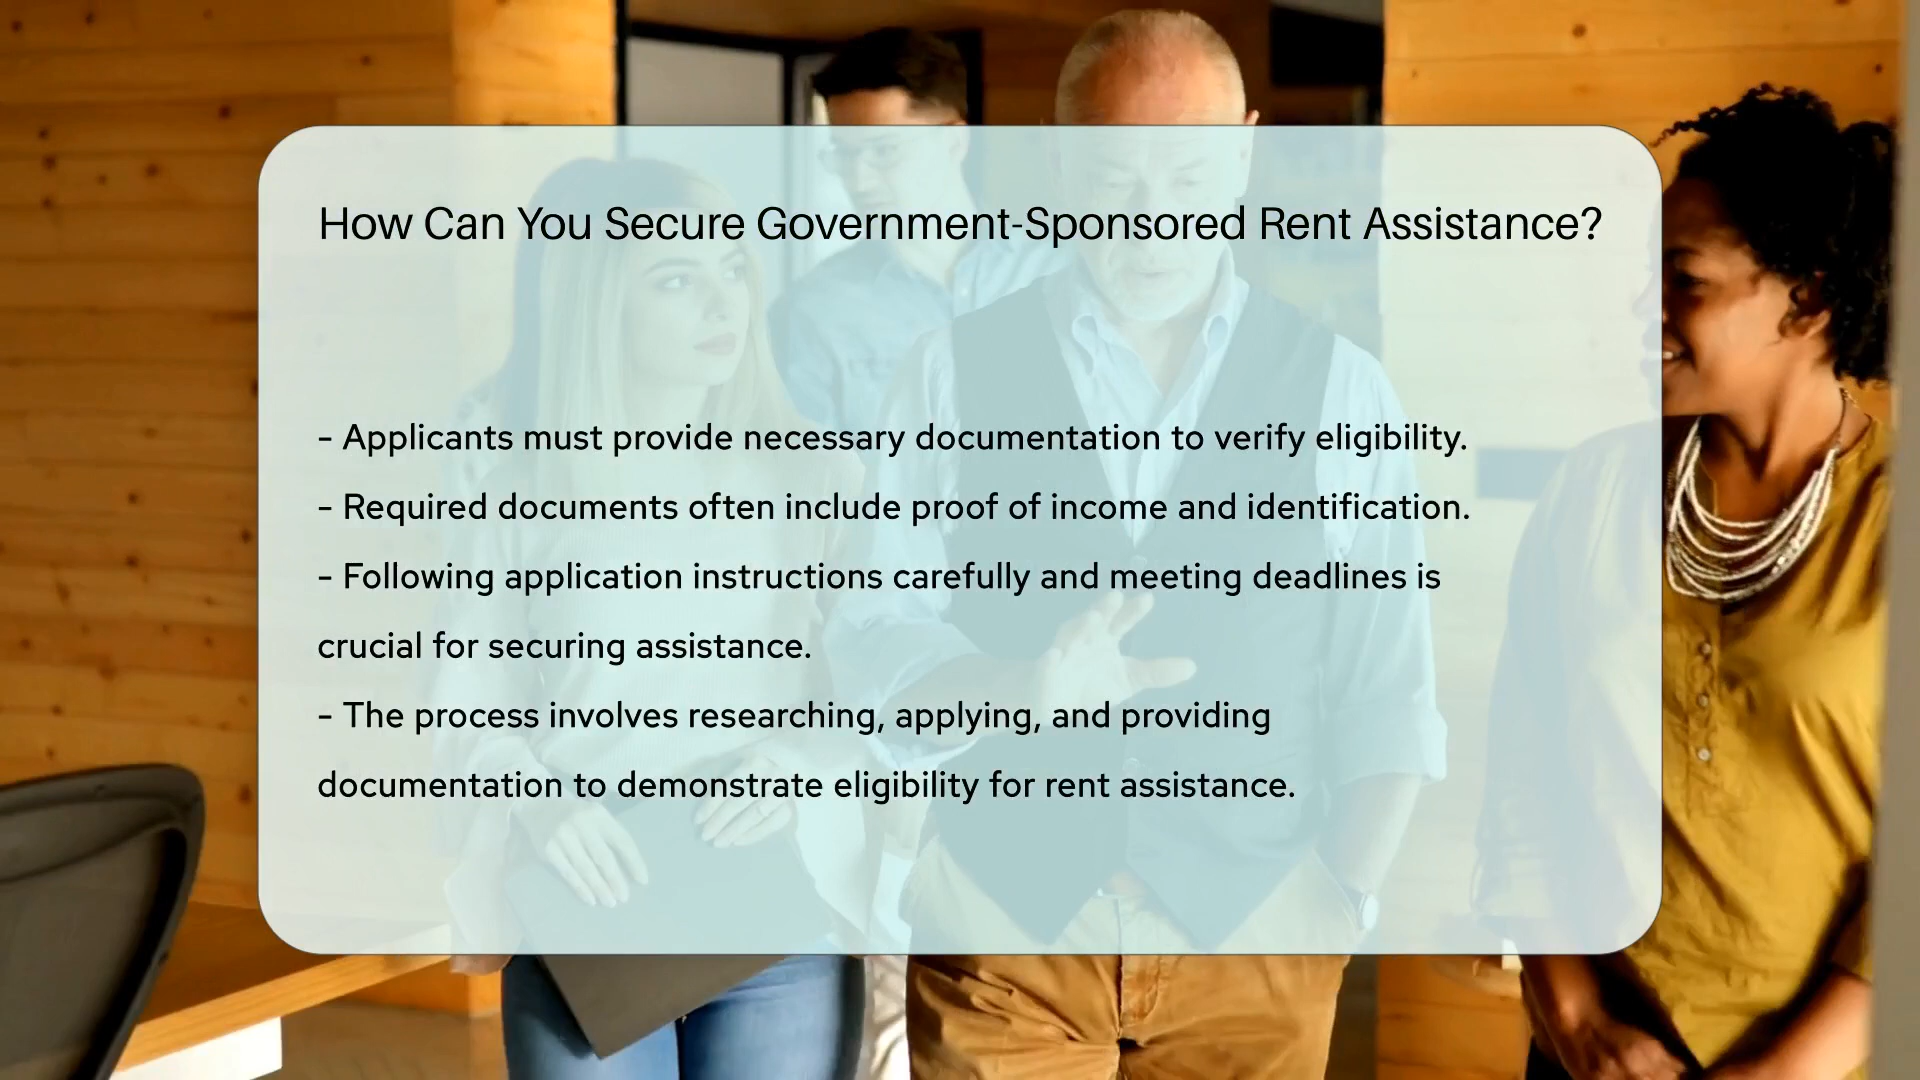 How Can You Secure Government-Sponsored Rent Assistance?
– Applicants must provide necessary documentation to verify eligibility.
– Required documents often include proof of income and identification.
– Following application instructions carefully and meeting deadlines is
crucial for securing assistance.
– The process involves researching, applying, and providing
documentation to demonstrate eligibility for rent assistance.